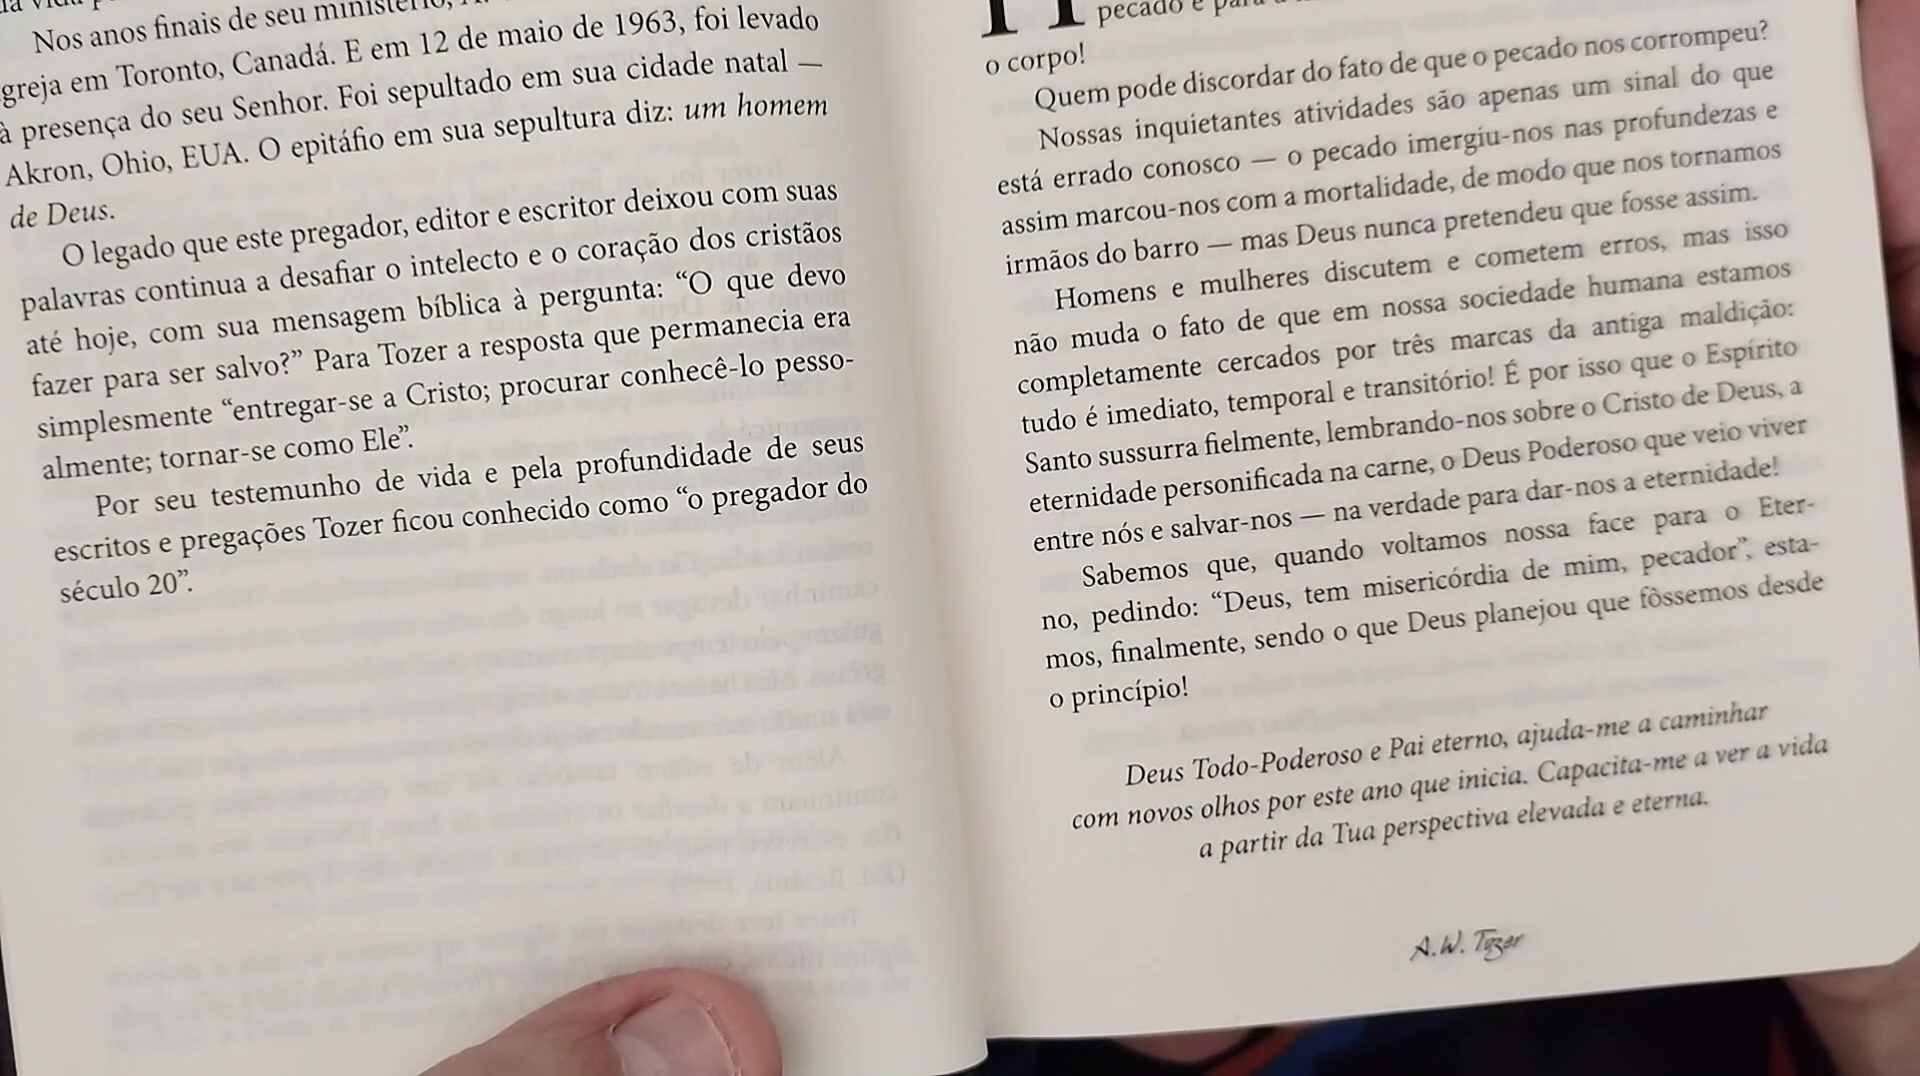 Nos anos finais de seu ministério,
greja em Toronto, Canadá. E em 12 de maio de 1963, foi levado
à presença do seu Senhor. Foi sepultado em sua cidade natal —
Akron, Ohio, EUA. O epitáfio em sua sepultura diz: um homem
de Deus.
O legado que este pregador, editor e escritor deixou com suas
palavras continua a desafiar o intelecto e o coração dos cristãos
até hoje, com sua mensagem bíblica à pergunta: “O que devo
fazer para ser salvo?” Para Tozer a resposta que permanecia era
simplesmente “entregar-se a Cristo; procurar conhecê-lo pesso-
almente; tornar-se como Ele”.
Por seu testemunho de vida e pela profundidade de seus
escritos e pregações Tozer ficou conhecido como “o pregador do
século 20”.
pecado e para a
o corpo!
Quem pode discordar do fato de que o pecado nos corrompeu?
Nossas inquietantes atividades são apenas um sinal do que
está errado conosco — o pecado imergiu-nos nas profundezas e
assim marcou-nos com a mortalidade, de modo que nos tornamos
irmãos do barro — mas Deus nunca pretendeu que fosse assim.
Homens e mulheres discutem e cometem erros, mas isso
não muda o fato de que em nossa sociedade humana estamos
completamente cercados por três marcas da antiga maldição:
tudo é imediato, temporal e transitório! É por isso que o Espírito
Santo sussurra fielmente, lembrando-nos sobre o Cristo de Deus, a
eternidade personificada na carne, o Deus Poderoso que veio viver
entre nós e salvar-nos — na verdade para dar-nos a eternidade!
Sabemos que, quando voltamos nossa face para o Eter-
no, pedindo: “Deus, tem misericórdia de mim, pecador”, esta-
mos, finalmente, sendo o que Deus planejou que fòssemos desde
o princípio!
Deus Todo-Poderoso e Pai eterno, ajuda-me a caminhar
com novos olhos por este ano que inicia. Capacita-me a ver a vida
a partir da Tua perspectiva elevada e eterna.
A.W. Tozer